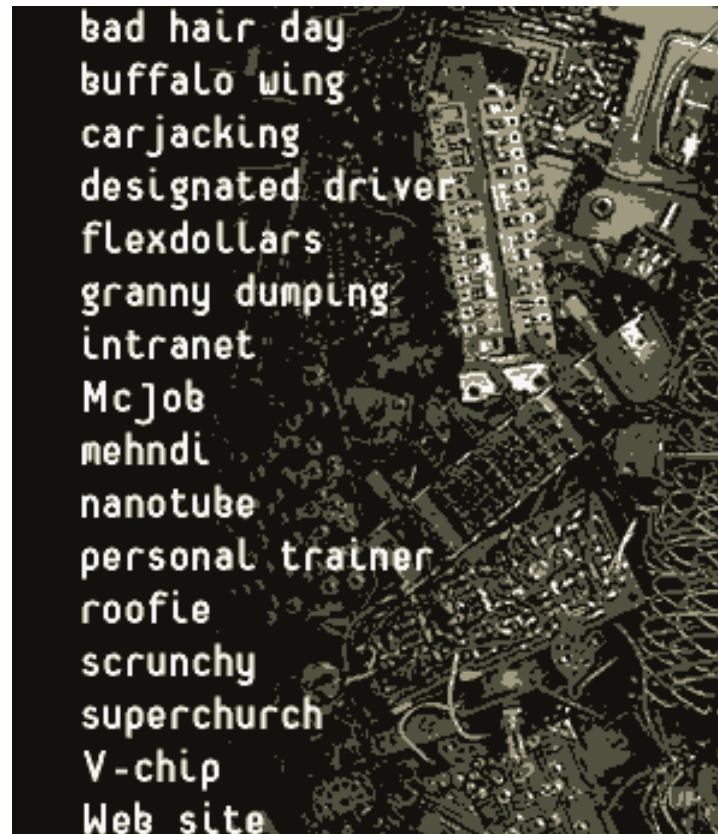 bad hair day
buffalo wing
carjacking
designated driver
flexdollars
granny dumping
intranet
McJob
mehndi
nanotube
personal trainer
roofie
scrunchy
superchurch
V-chip
Web site